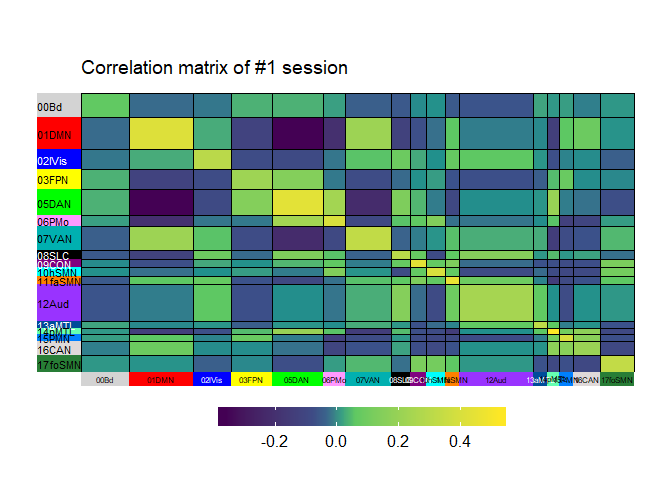 Correlation matrix of #1 session
00Bd
01DMN
02lVis
03FPN
05DAN
06PMo
07VAN
08SLC
09CON
10hSMN
11faSMN
12Aud
13aMTL
14pMTL
15PMN
16CAN
17foSMN
00Bd 01DMN 02lVis 03FPN 05DAN 06PMo 07VAN 12Aud 16CAN 17foSMN
-0.2 0.0 0.2 0.4